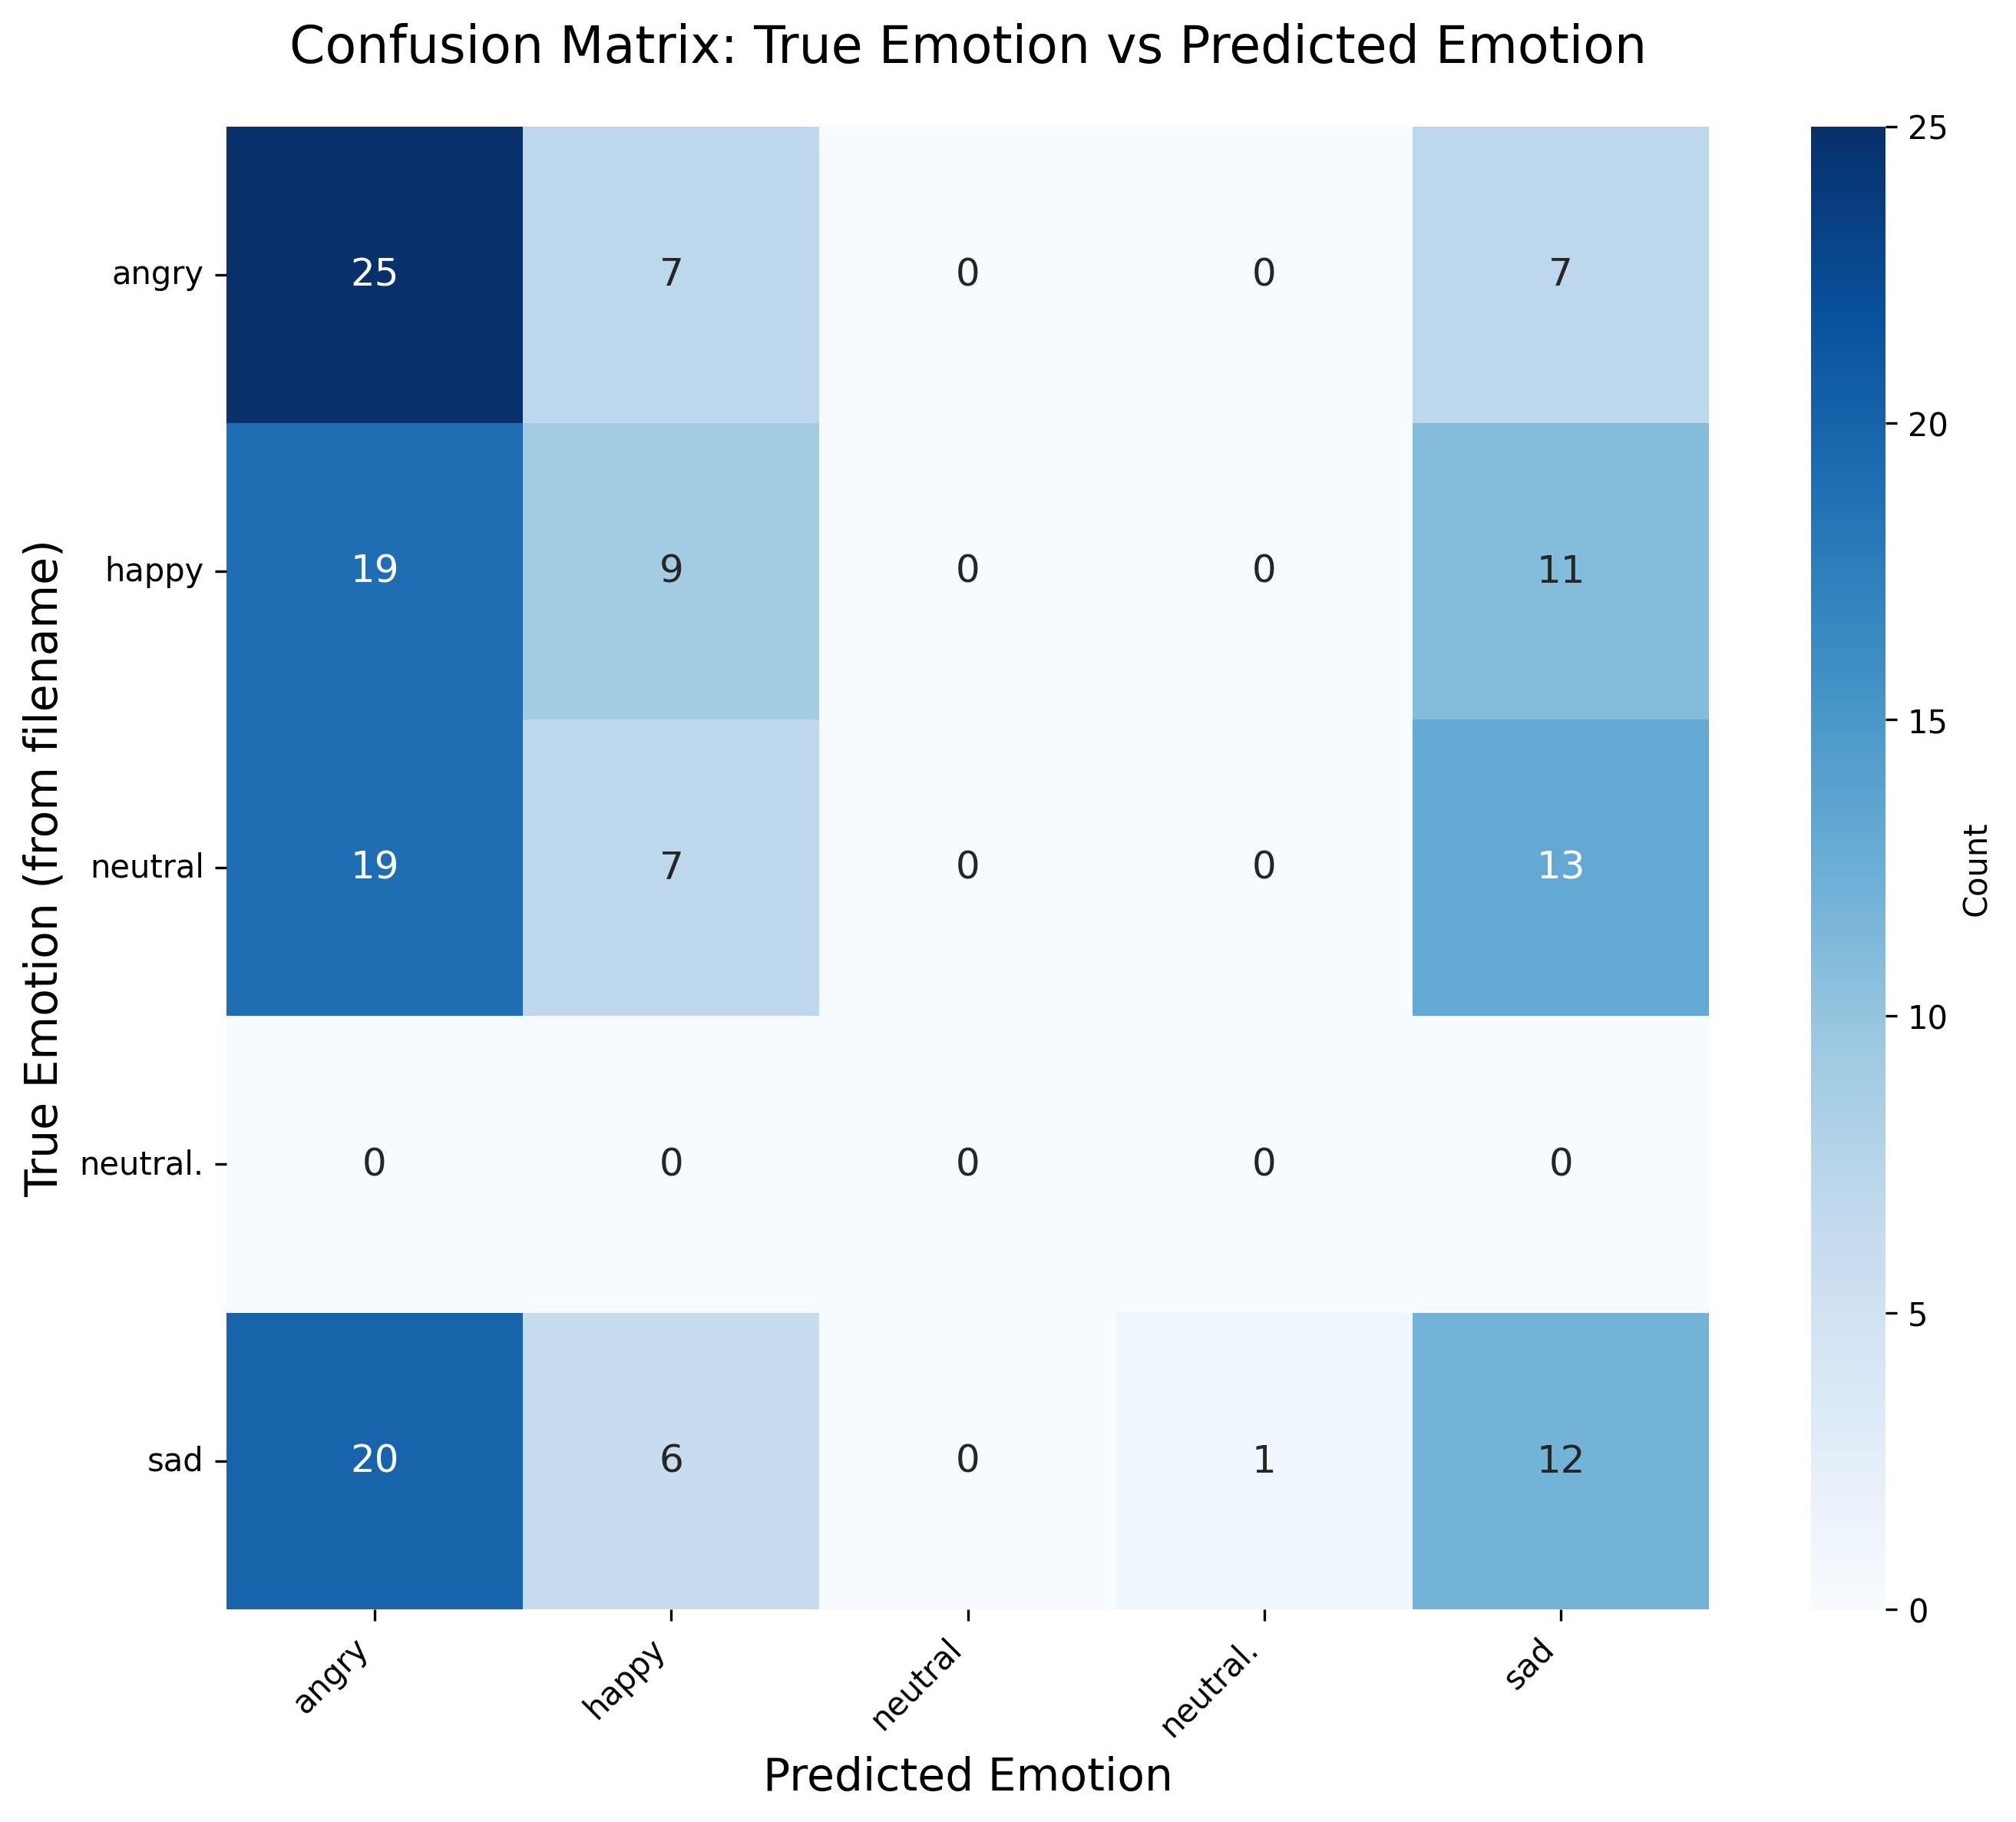 Confusion Matrix: True Emotion vs Predicted Emotion
True Emotion (from filename)
angry 25 7 0 0 7
happy 19 9 0 0 11
neutral 19 7 0 0 13
neutral. 0 0 0 0 0
sad 20 6 0 1 12
angry happy neutral neutral. sad
Predicted Emotion
25
20
15
10
5
0
Count